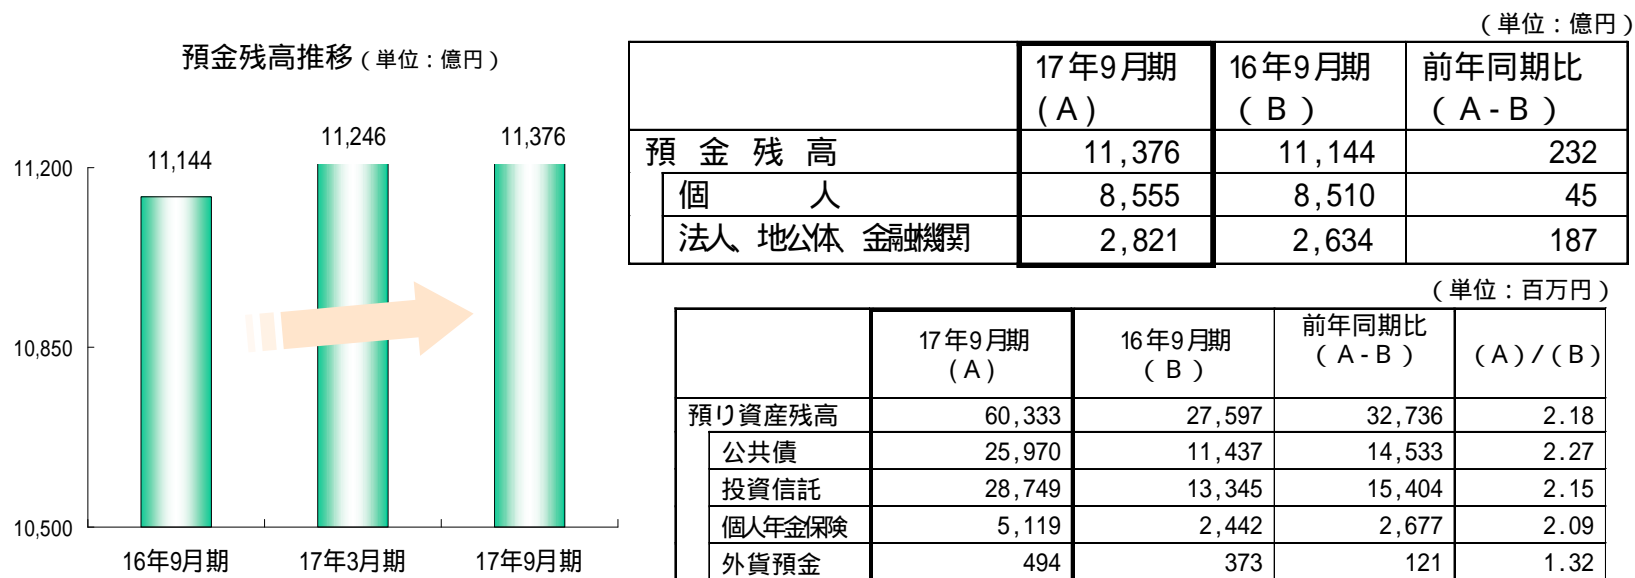 預金残高推移（単位：億円）
11,144
11,246
11,376
11,200
10,850
10,500
16年9月期
17年3月期
17年9月期
（単位：億円）
17年9月期 16年9月期 前年同期比
(A) （B） （A-B）
預金残高 11,376 11,144 232
個人 8,555 8,510 45
法人、地公体、金融機関 2,821 2,634 187
（単位：百万円）
17年9月期 16年9月期 前年同期比
(A) （B） （A-B） (A)/(B)
預り資産残高 60,333 27,597 32,736 2.18
公共債 25,970 11,437 14,533 2.27
投資信託 28,749 13,345 15,404 2.15
個人年金保険 5,119 2,442 2,677 2.09
外貨預金 494 373 121 1.32